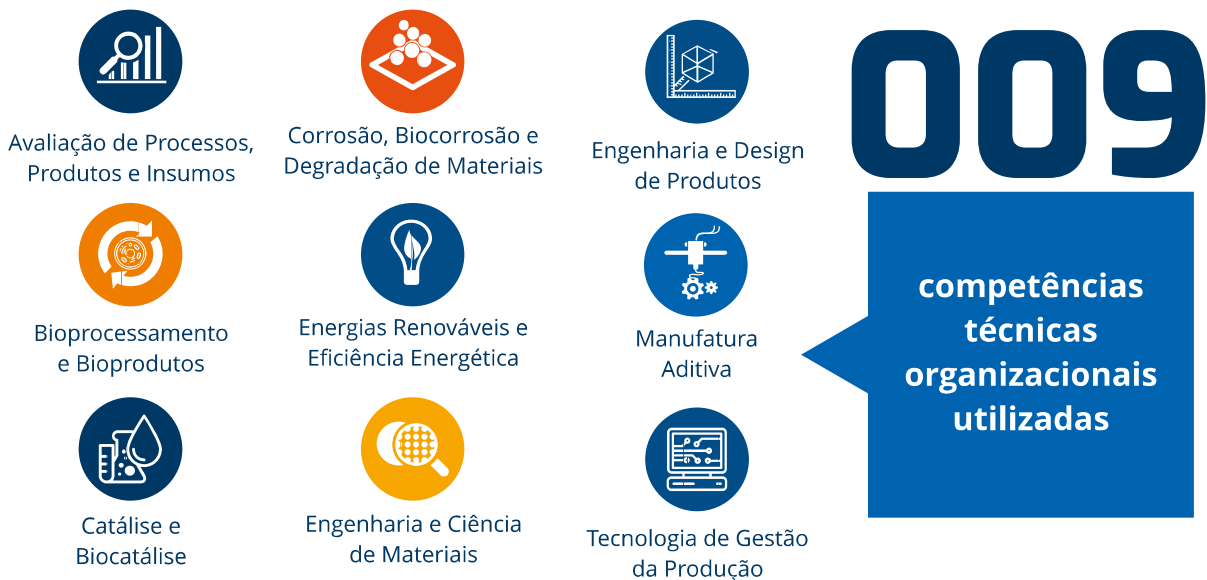 Avaliação de Processos,
Produtos e Insumos
Corrosão, Biocorrosão e
Degradação de Materiais
Engenharia e Design
de Produtos
Bioprocessamento
e Bioprodutos
Energias Renováveis e
Eficiência Energética
Manufatura
Aditiva
Catálise e
Biocatálise
Engenharia e Ciência
de Materiais
Tecnologia de Gestão
da Produção
009
competências
técnicas
organizacionais
utilizadas